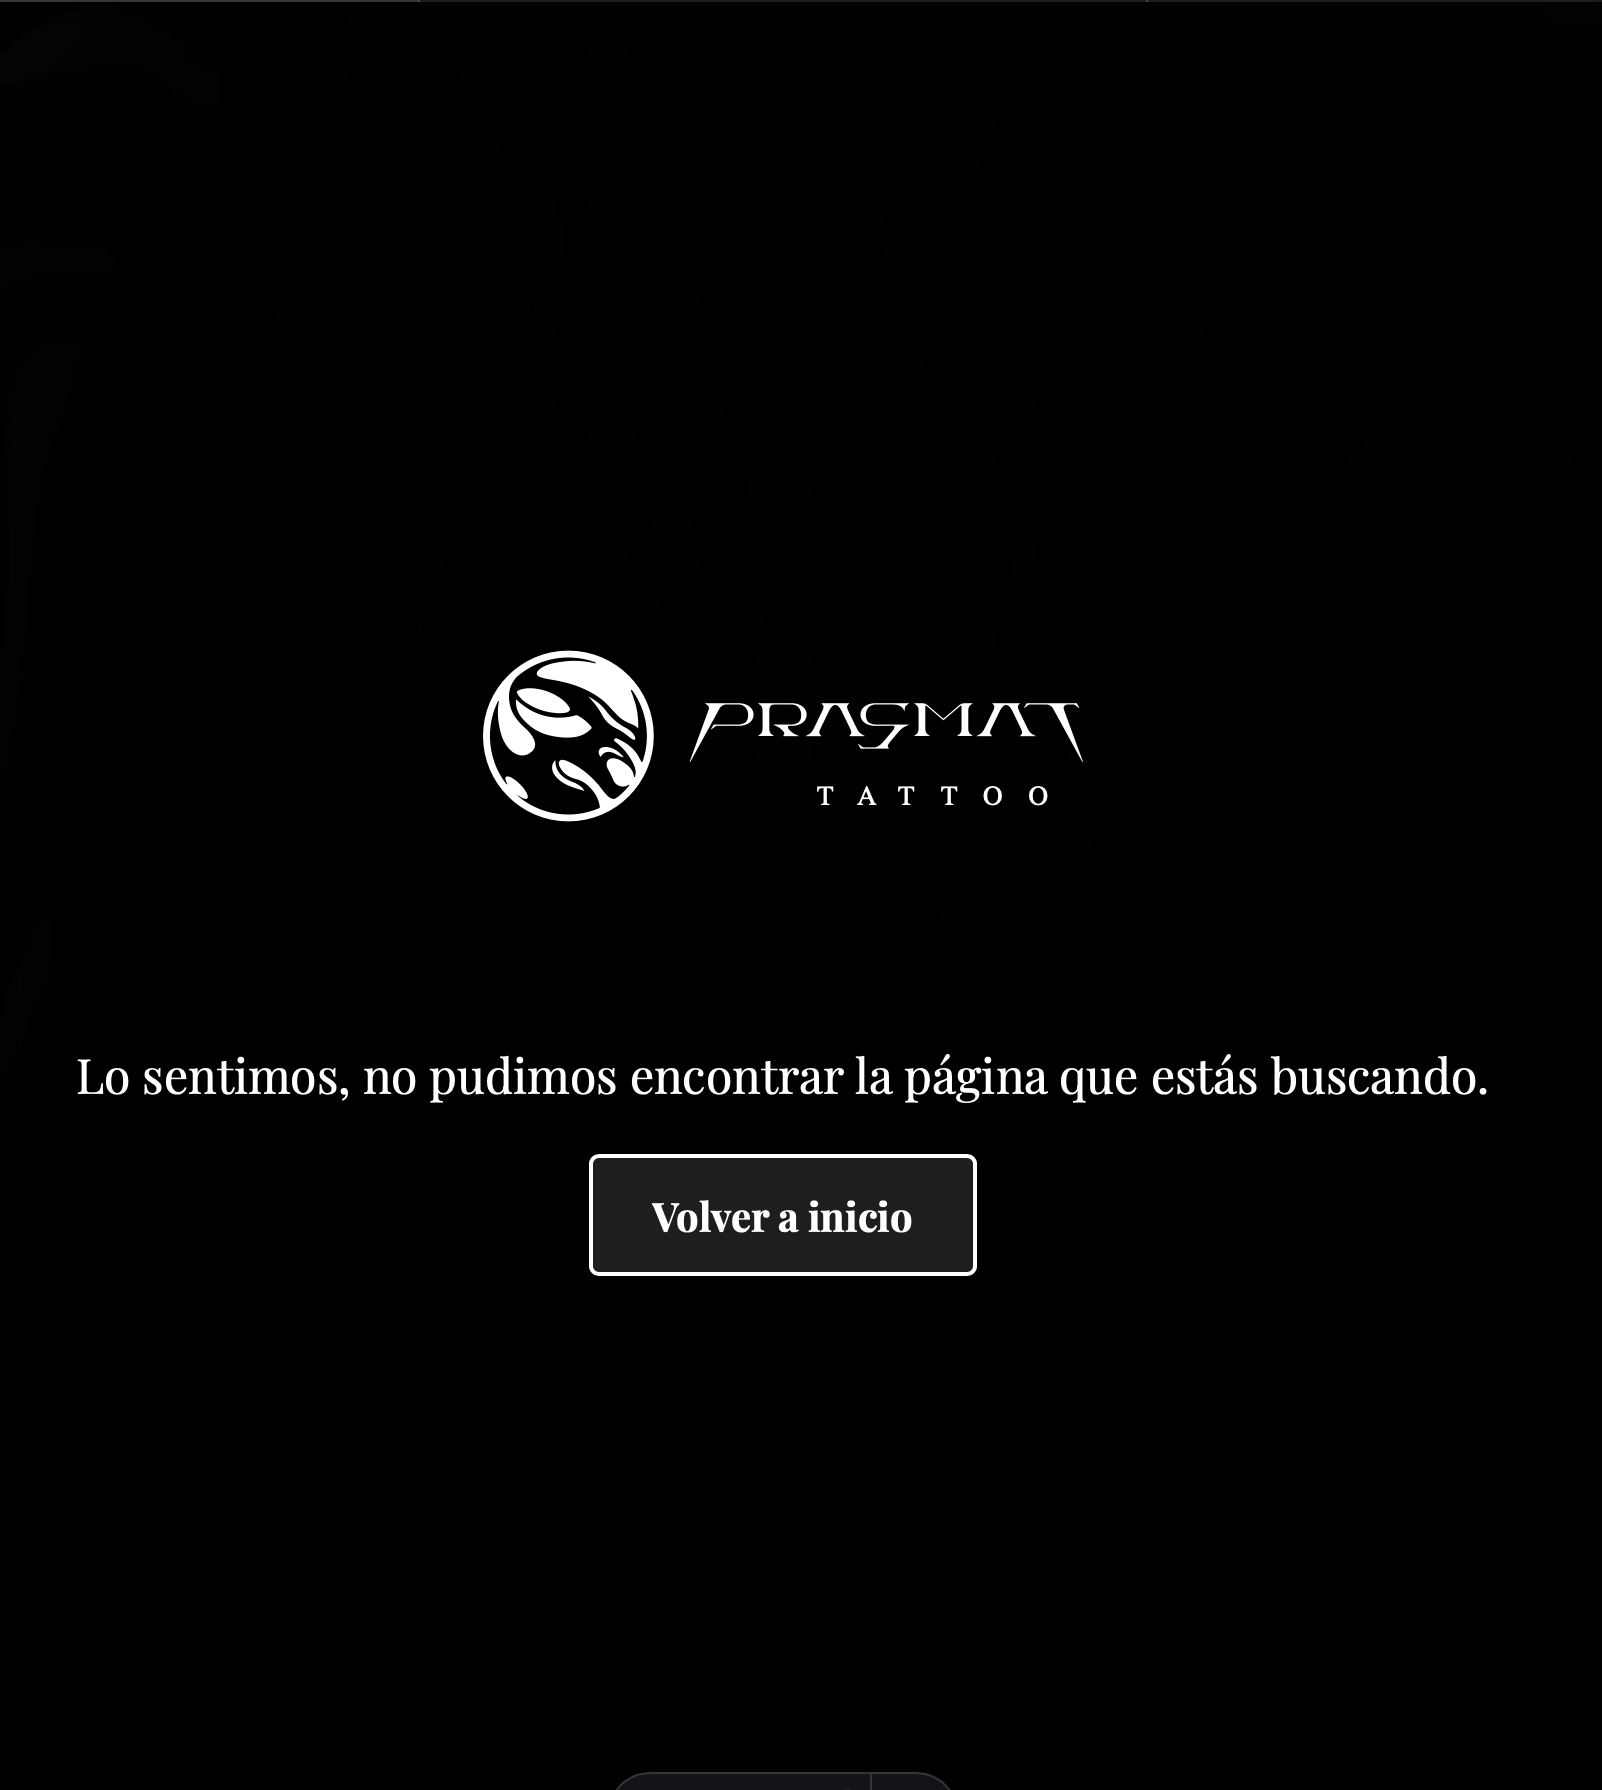 PRAGMAT
TATTOO
Lo sentimos, no pudimos encontrar la página que estás buscando.
Volver a inicio